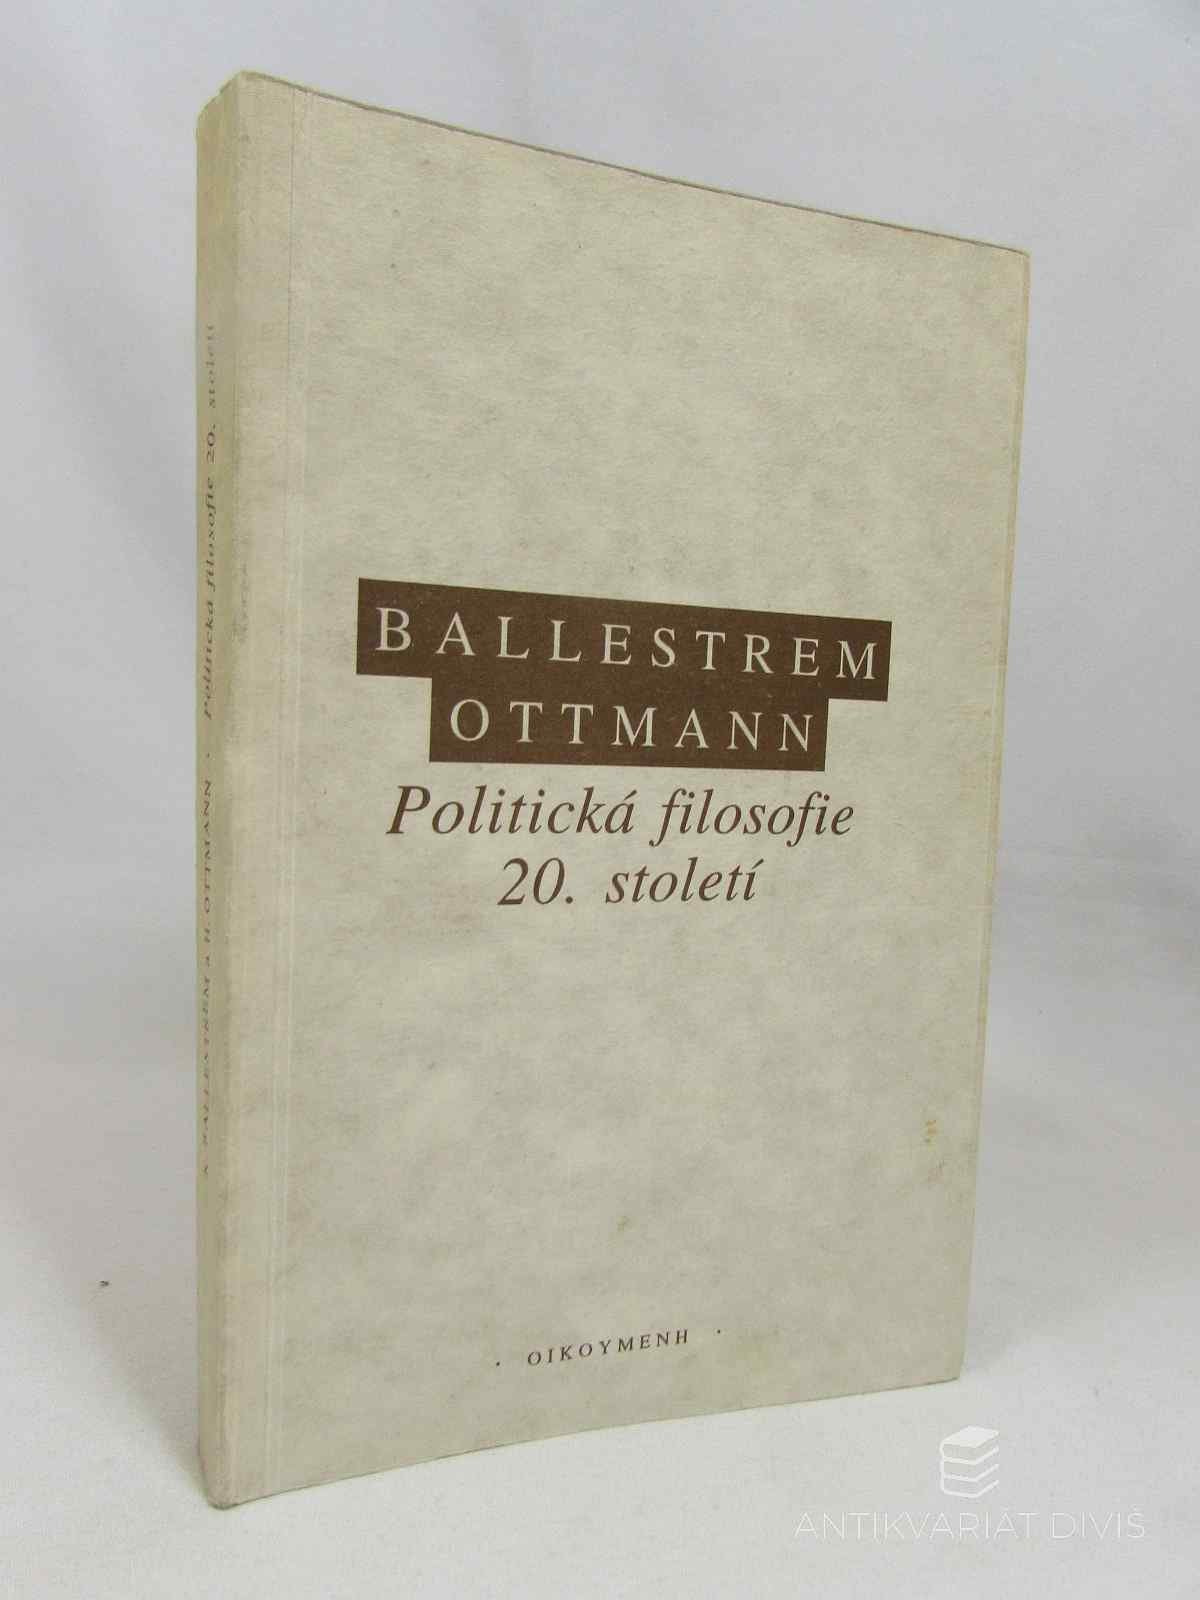 BALLESTREM
OTTMANN
Politická filosofie
20. století
· OIKOYMENH ·
K. BALLESTREM a H. OTTMANN · Politická filosofie 20. století
ANTIKVARIÁT DIVIŠ